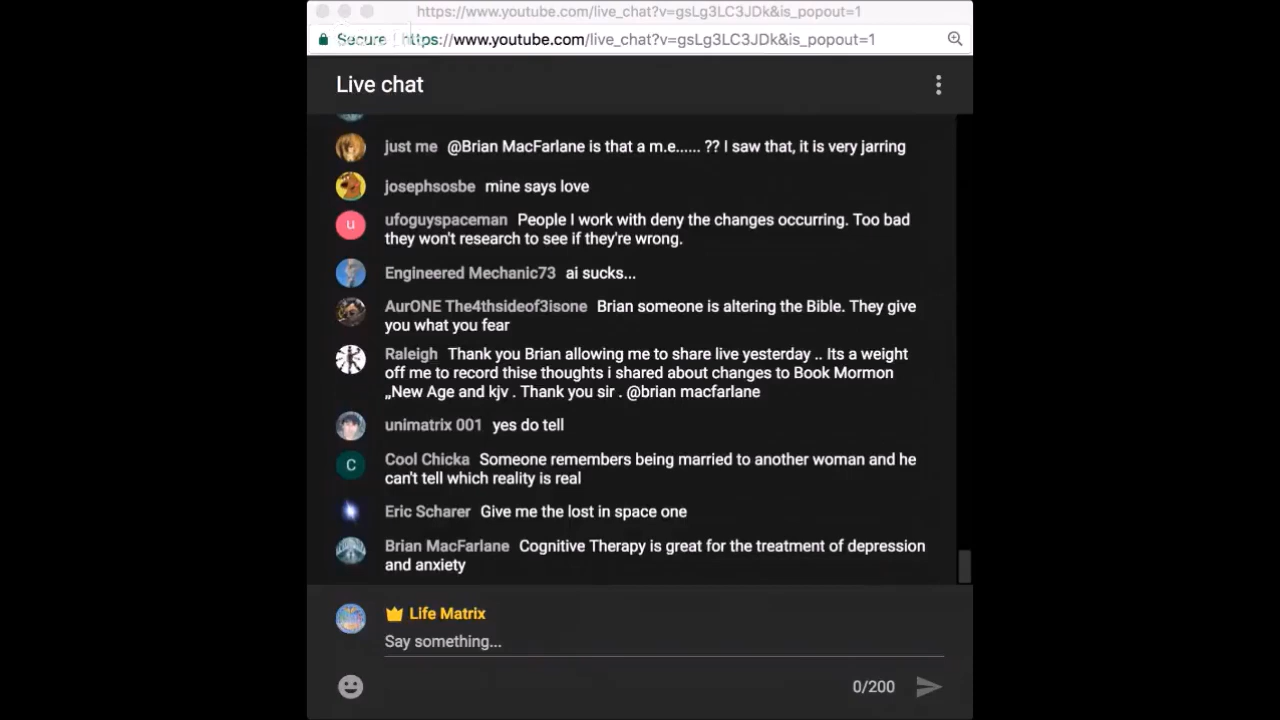 https://www.youtube.com/live_chat?v=gsLg3LC3JDk&is_popout=1
Secure https://www.youtube.com/live_chat?v=gsLg3LC3JDk&is_popout=1
Live chat
just me @Brian MacFarlane is that a m.e...... ?? I saw that, it is very jarring
josephsosbe mine says love
u
ufoguyspaceman People I work with deny the changes occurring. Too bad
they won't research to see if they're wrong.
Engineered Mechanic73 ai sucks...
AurONE The4thsideof3isone Brian someone is altering the Bible. They give
you what you fear
Raleigh Thank you Brian allowing me to share live yesterday .. Its a weight
off me to record thise thoughts i shared about changes to Book Mormon
„New Age and kjv . Thank you sir . @brian macfarlane
unimatrix 001 yes do tell
C
Cool Chicka Someone remembers being married to another woman and he
can't tell which reality is real
Eric Scharer Give me the lost in space one
Brian MacFarlane Cognitive Therapy is great for the treatment of depression
and anxiety
Life Matrix
Say something...
0/200